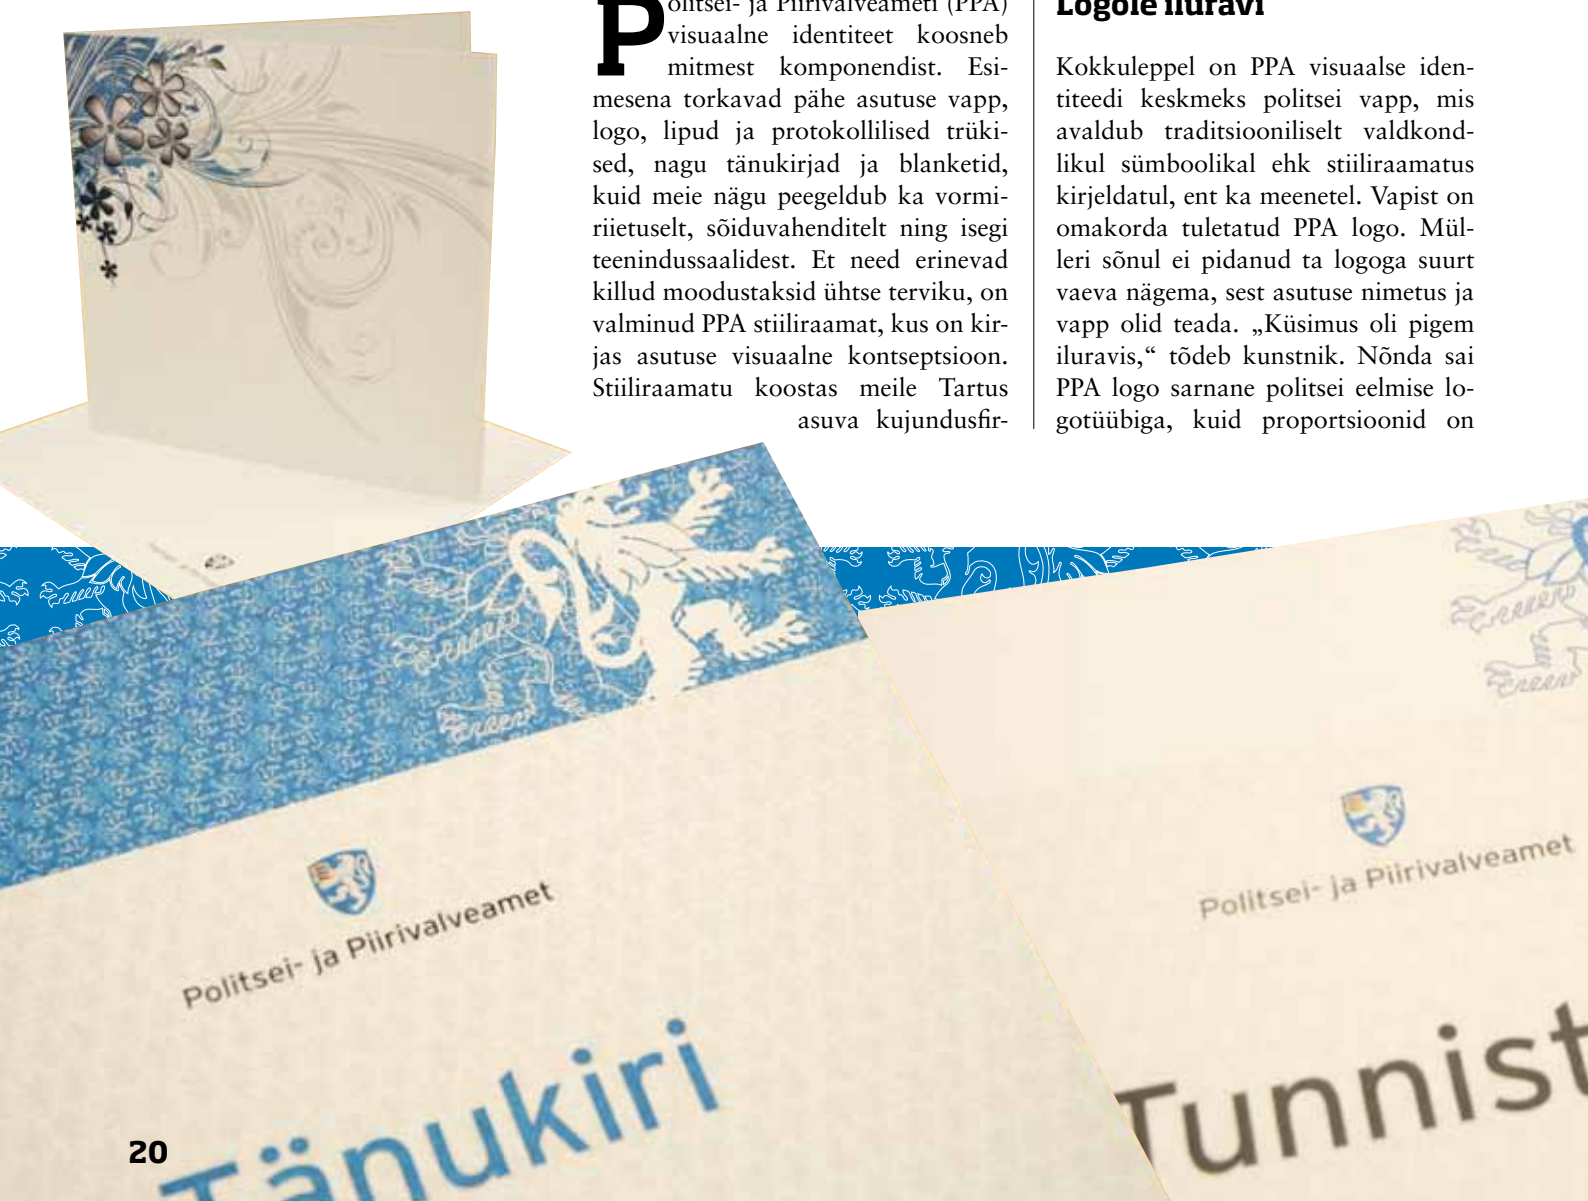 Politsei- ja Piirivalveameti (PPA)
visuaalne identiteet koosneb
mitmest komponendist. Esi-
mesena torkavad pähe asutuse vapp,
logo, lipud ja protokollilised trüki-
sed, nagu tänukirjad ja blanketid,
kuid meie nägu peegeldub ka vormi-
riietuselt, sõiduvahenditelt ning isegi
teenindussaalidest. Et need erinevad
killud moodustaksid ühtse terviku, on
valminud PPA stiiliraamat, kus on kir-
jas asutuse visuaalne kontseptsioon.
Stiiliraamatu koostas meile Tartus
asuva kujundusfir-
Logole iluravi
Kokkuleppel on PPA visuaalse iden-
titeedi keskmeks politsei vapp, mis
avaldub traditsiooniliselt valdkond-
likul sümboolikal ehk stiiliraamatus
kirjeldatul, ent ka meenetel. Vapist on
omakorda tuletatud PPA logo. Mül-
leri sõnul ei pidanud ta logoga suurt
vaeva nägema, sest asutuse nimetus ja
vapp olid teada. „Küsimus oli pigem
iluravis,“ tõdeb kunstnik. Nõnda sai
PPA logo sarnane politsei eelmise lo-
gotüübiga, kuid proportsioonid on
Politsei- ja Piirivalveamet
Tänukiri
Politsei- ja Piirivalveamet
Tunnist
20